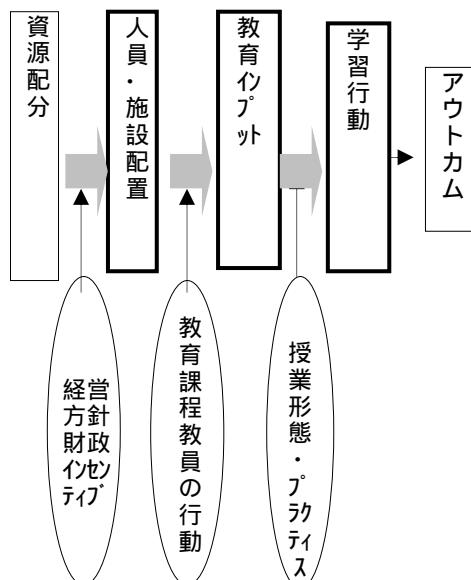 資源配分
人員・施設配置
教育インプット
学習行動
アウトカム
経営
方針
財政
インセン
ティブ
教育課程教員の行動
授業形態・プラクティス